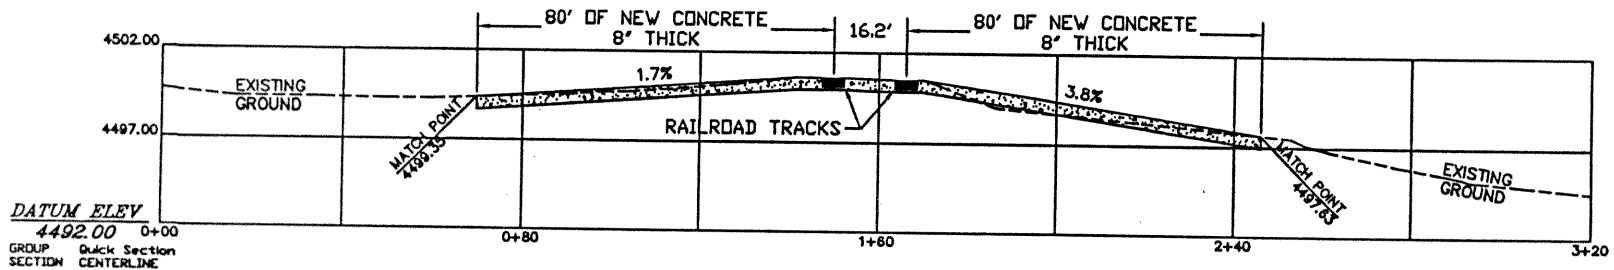 80' OF NEW CONCRETE
8" THICK
16.2'
80' OF NEW CONCRETE
8" THICK
4502.00
EXISTING
GROUND
1.7%
3.8%
4497.00
MATCH POINT
4499.35
RAILROAD TRACKS
MATCH POINT
4497.63
EXISTING
GROUND
DATUM ELEV
4492.00
0+00
0+80
1+60
2+40
3+20
GROUP Quick Section
SECTION CENTERLINE